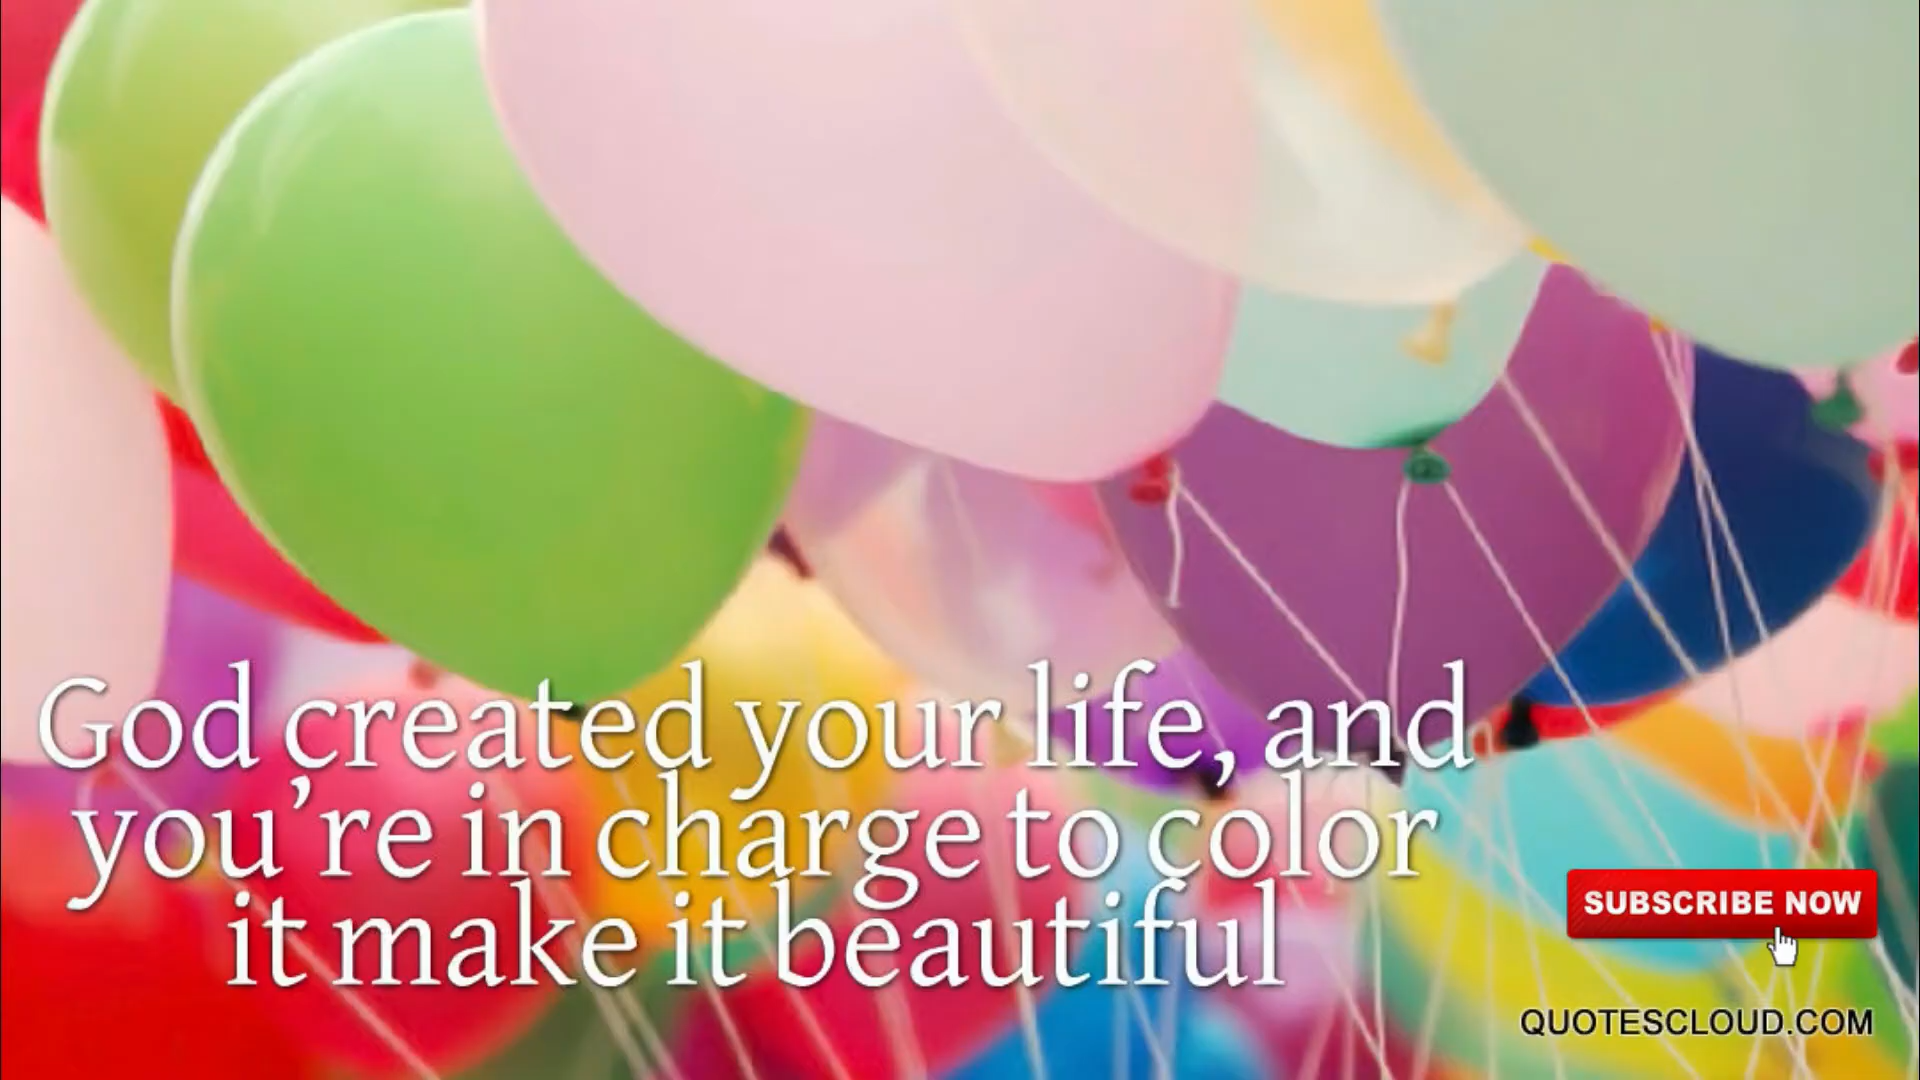 God created your life, and
you're in charge to color
it make it beautiful
SUBSCRIBE NOW
QUOTESCLOUD.COM